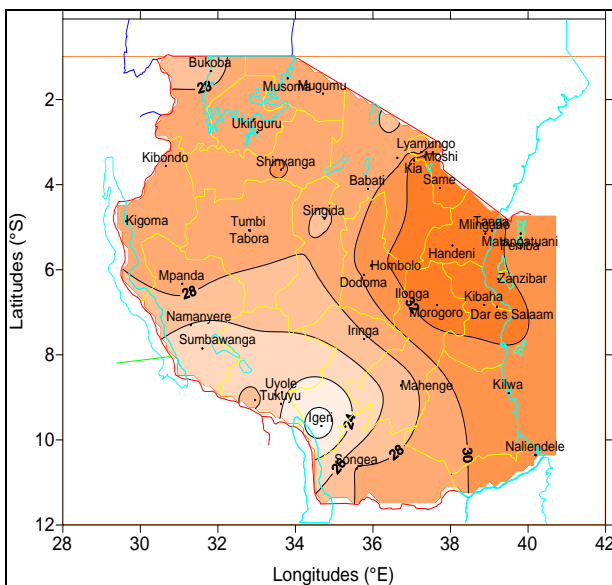 Bukoba
28
Musoma
Mugumu
2
Ukiriguru
Lyamungo
Moshi
Kibondo
Shinyanga
Kia
Babati
Same
4
Singida
Kigoma
Tumbi
Tabora
Tanga
Mlingano
Matangatuani
Pemba
Handeni
Latitudes (°S)
6
Mpanda
28
Hombolo
Dodoma
Zanzibar
Ilonga
32
Kibaha
Namanyere
Morogoro
Dar es Salaam
Iringa
8
Sumbawanga
Uyole
Tukuyu
Mahenge
Kilwa
Igeri
24
10
28
30
Naliendele
26
Songea
12
28
30
32
34
36
38
40
42
Longitudes (°E)